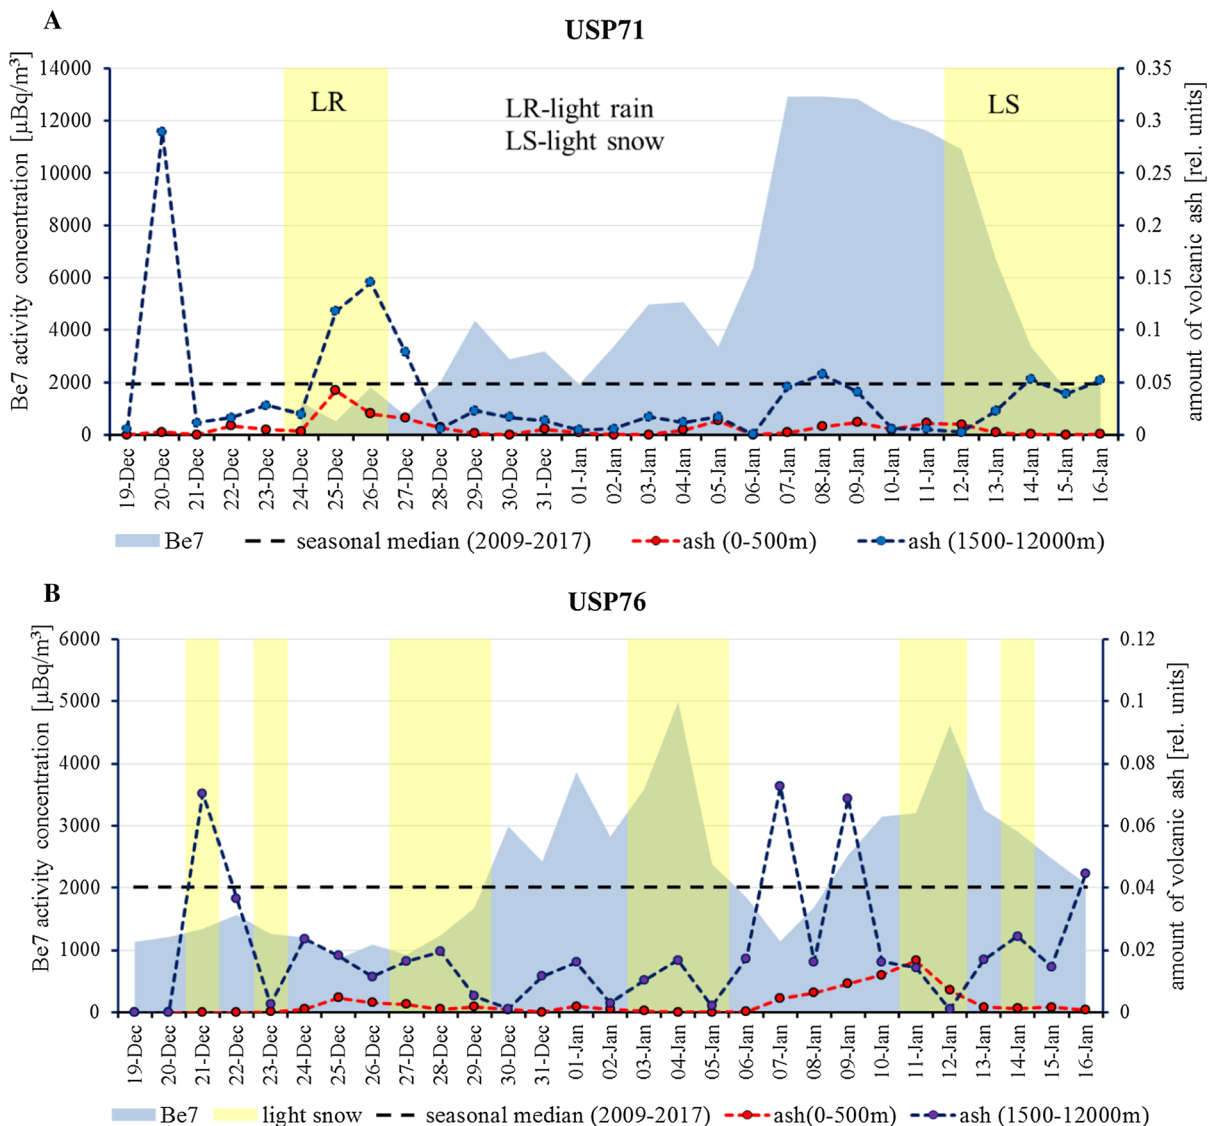 A
USP71
Be7 activity concentration [µBq/m³]
14000
12000
10000
8000
6000
4000
2000
0
LR
LR-light rain
LS-light snow
LS
0.35
0.3
0.25
0.2
0.15
0.1
0.05
0
amount of volcanic ash [rel. units]
19-Dec
20-Dec
21-Dec
22-Dec
23-Dec
24-Dec
25-Dec
26-Dec
27-Dec
28-Dec
29-Dec
30-Dec
31-Dec
01-Jan
02-Jan
03-Jan
04-Jan
05-Jan
06-Jan
07-Jan
08-Jan
09-Jan
10-Jan
11-Jan
12-Jan
13-Jan
14-Jan
15-Jan
16-Jan
Be7 seasonal median (2009-2017) ash (0-500m) ash (1500-12000m)
B
USP76
Be7 activity concentration [µBq/m³]
6000
5000
4000
3000
2000
1000
0
0.12
0.1
0.08
0.06
0.04
0.02
0
amount of volcanic ash [rel. units]
19-Dec
20-Dec
21-Dec
22-Dec
23-Dec
24-Dec
25-Dec
26-Dec
27-Dec
28-Dec
29-Dec
30-Dec
31-Dec
01-Jan
02-Jan
03-Jan
04-Jan
05-Jan
06-Jan
07-Jan
08-Jan
09-Jan
10-Jan
11-Jan
12-Jan
13-Jan
14-Jan
15-Jan
16-Jan
Be7 light snow seasonal median (2009-2017) ash(0-500m) ash (1500-12000m)